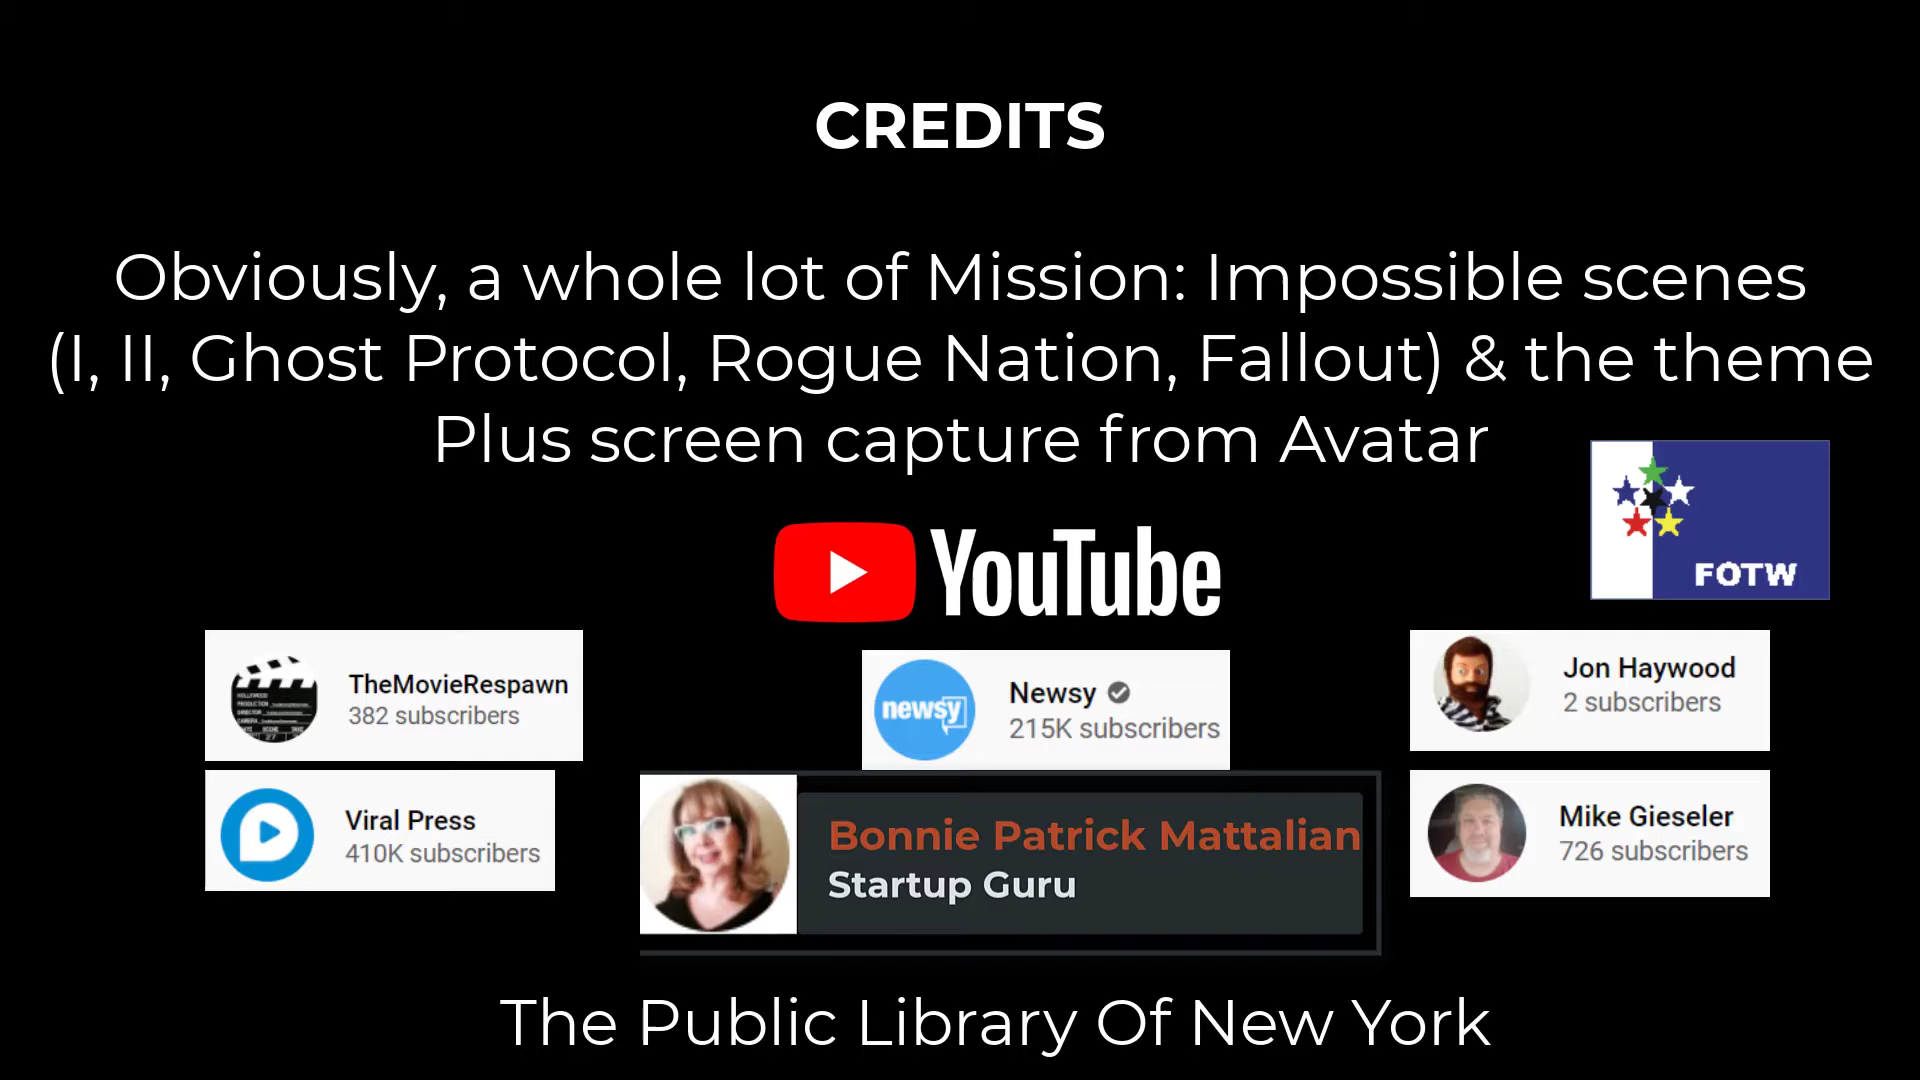 CREDITS
Obviously, a whole lot of Mission: Impossible scenes
(I, II, Ghost Protocol, Rogue Nation, Fallout) & the theme
Plus screen capture from Avatar
FOTW
YouTube
TheMovieRespawn
382 subscribers
newsy
Newsy
215K subscribers
Jon Haywood
2 subscribers
Viral Press
410K subscribers
Bonnie Patrick Mattalian
Startup Guru
Mike Gieseler
726 subscribers
The Public Library Of New York